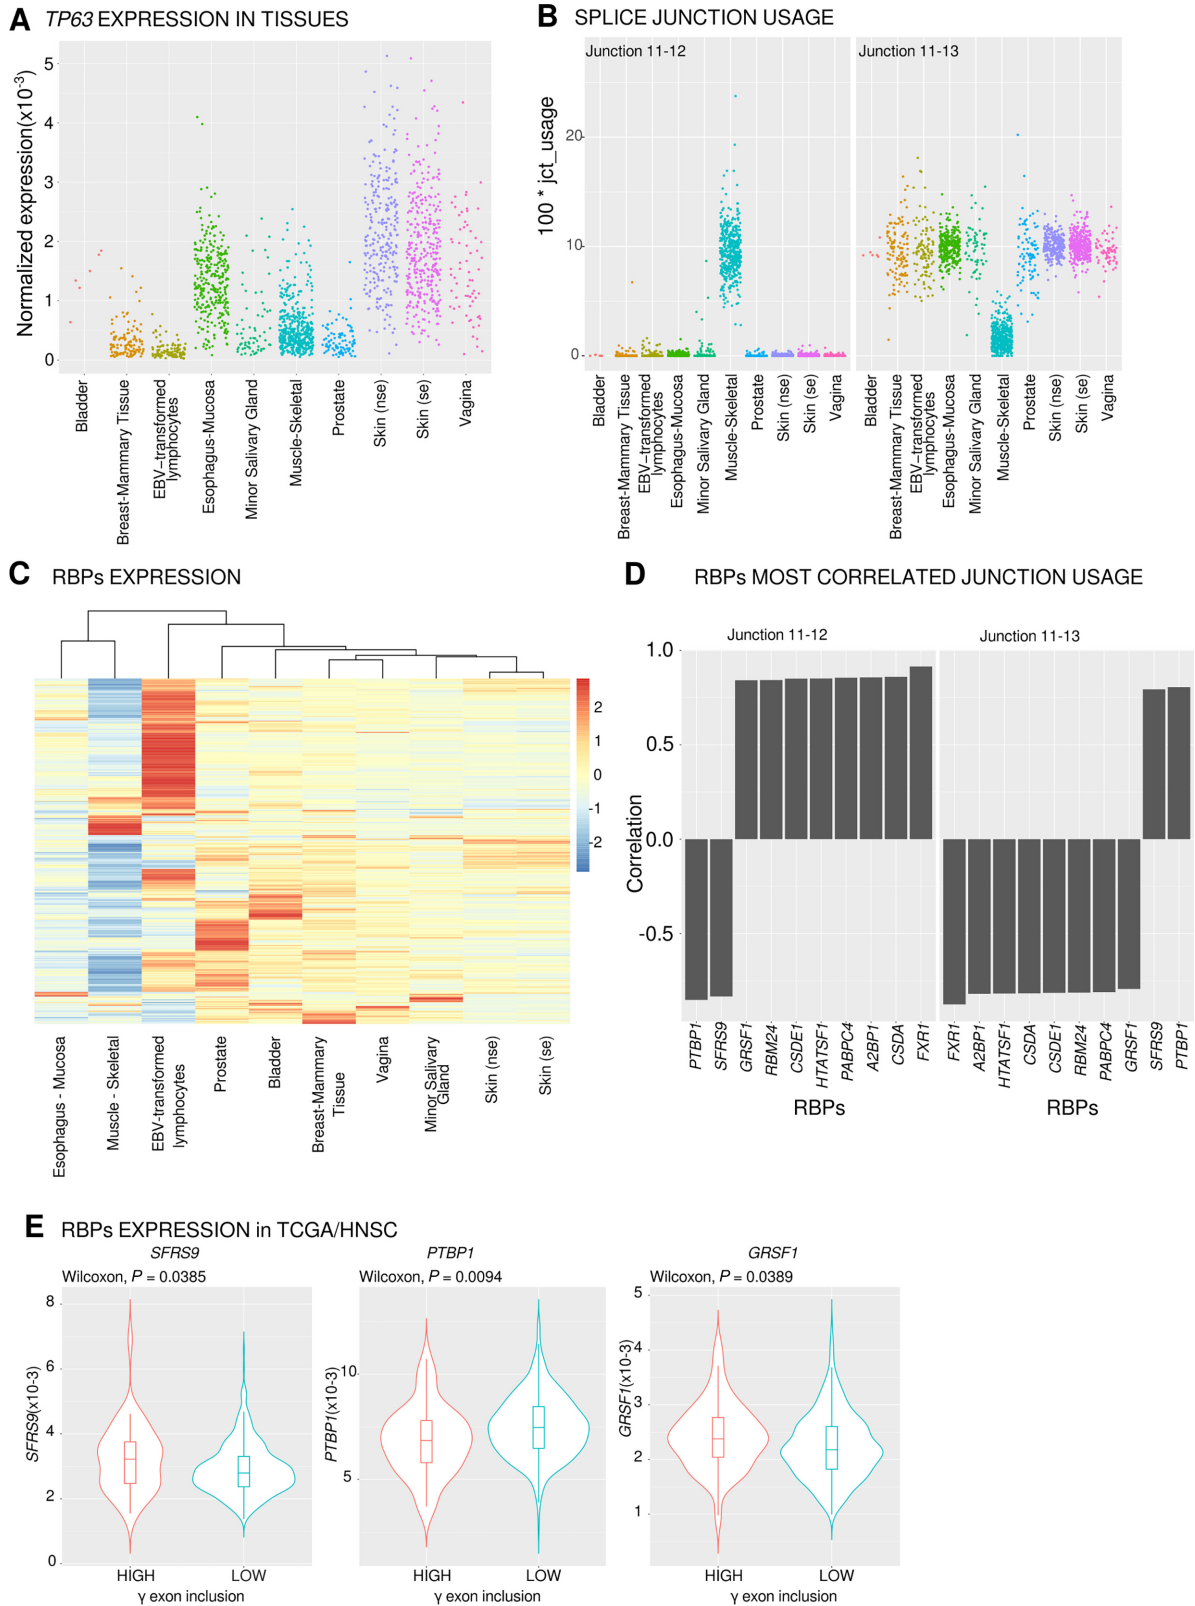 A TP63 EXPRESSION IN TISSUES
Normalized expression(x10-3)
5
4
3
2
1
0
Bladder
Breast-Mammary Tissue
EBV−transformed
lymphocytes
Esophagus-Mucosa
Minor Salivary Gland
Muscle-Skeletal
Prostate
Skin (nse)
Skin (se)
Vagina
B SPLICE JUNCTION USAGE
Junction 11-12
Junction 11-13
100 * jct_usage
20
10
0
Bladder
Breast-Mammary Tissue
EBV−transformed
lymphocytes
Esophagus-Mucosa
Minor Salivary Gland
Muscle-Skeletal
Prostate
Skin (nse)
Skin (se)
Vagina
Bladder
Breast-Mammary Tissue
EBV−transformed
lymphocytes
Esophagus-Mucosa
Minor Salivary Gland
Muscle-Skeletal
Prostate
Skin (nse)
Skin (se)
Vagina
C RBPs EXPRESSION
2
1
0
-1
-2
Esophagus - Mucosa
Muscle - Skeletal
EBV-transformed
lymphocytes
Prostate
Bladder
Breast-Mammary
Tissue
Vagina
Minor Salivary
Gland
Skin (nse)
Skin (se)
D RBPs MOST CORRELATED JUNCTION USAGE
Junction 11-12
Junction 11-13
Correlation
1.0
0.5
0.0
-0.5
PTBP1
SFRS9
GRSF1
RBM24
CSDE1
HTATSF1
PABPC4
A2BP1
CSDA
FXR1
RBPs
FXR1
A2BP1
HTATSF1
CSDA
CSDE1
RBM24
PABPC4
GRSF1
SFRS9
PTBP1
RBPs
E RBPs EXPRESSION in TCGA/HNSC
SFRS9
Wilcoxon, P = 0.0385
SFRS9(x10-3)
8
6
4
2
0
HIGH
LOW
γ exon inclusion
PTBP1
Wilcoxon, P = 0.0094
PTBP1(x10-3)
10
5
HIGH
LOW
γ exon inclusion
GRSF1
Wilcoxon, P = 0.0389
GRSF1(x10-3)
5
4
3
2
1
HIGH
LOW
γ exon inclusion